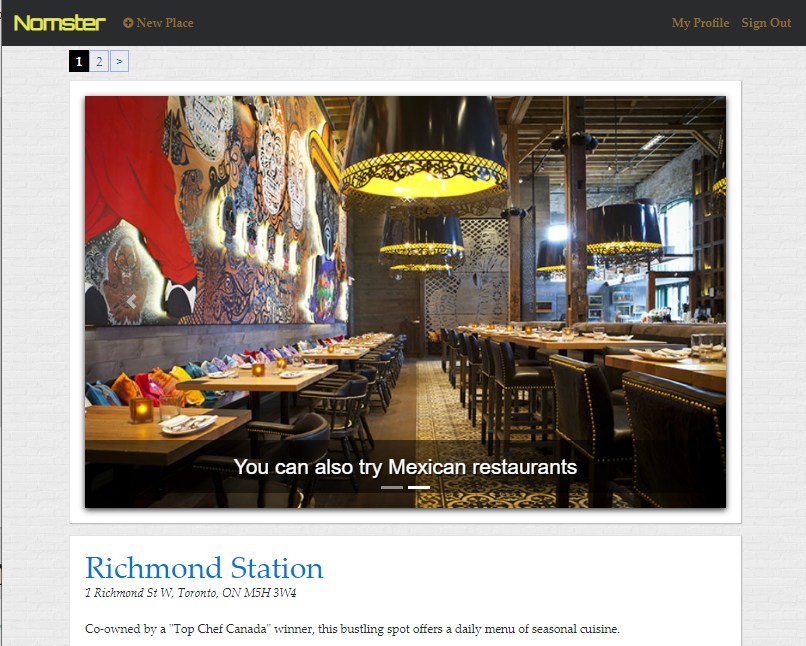 Nomster
New Place
My Profile
Sign Out
1 2 >
You can also try Mexican restaurants
Richmond Station
1 Richmond St W, Toronto, ON M5H 3W4
Co-owned by a "Top Chef Canada" winner, this bustling spot offers a daily menu of seasonal cuisine.